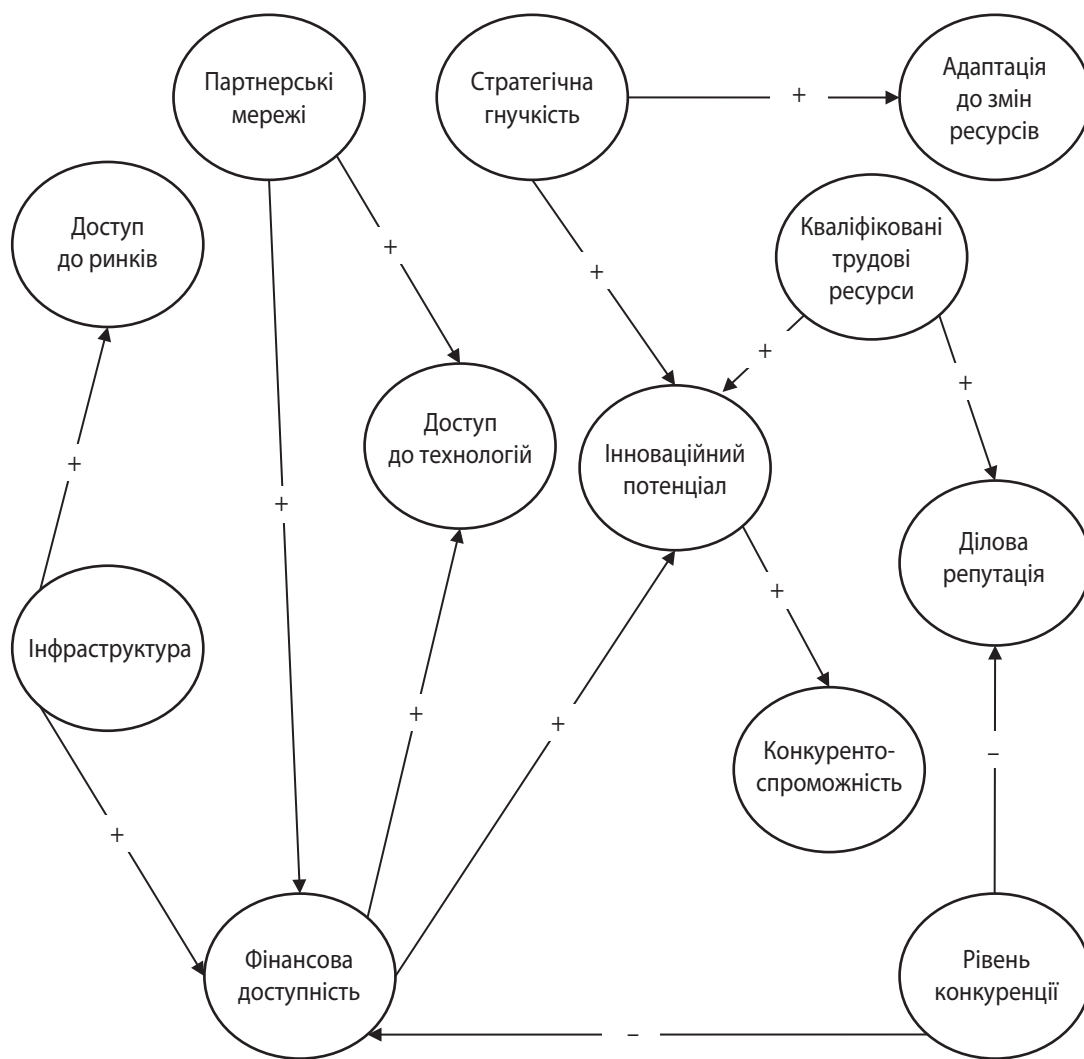 Партнерські
мережі
Стратегічна
гнучкість
+
Адаптація
до змін
ресурсів
Доступ
до ринків
+
+
Кваліфіковані
трудові
ресурси
+
+
+
Доступ
до технологій
Інноваційний
потенціал
+
+
Ділова
репутація
Інфраструктура
+
+
+
Конкуренто-
спроможність
–
+
Фінансова
доступність
Рівень
конкуренції
–